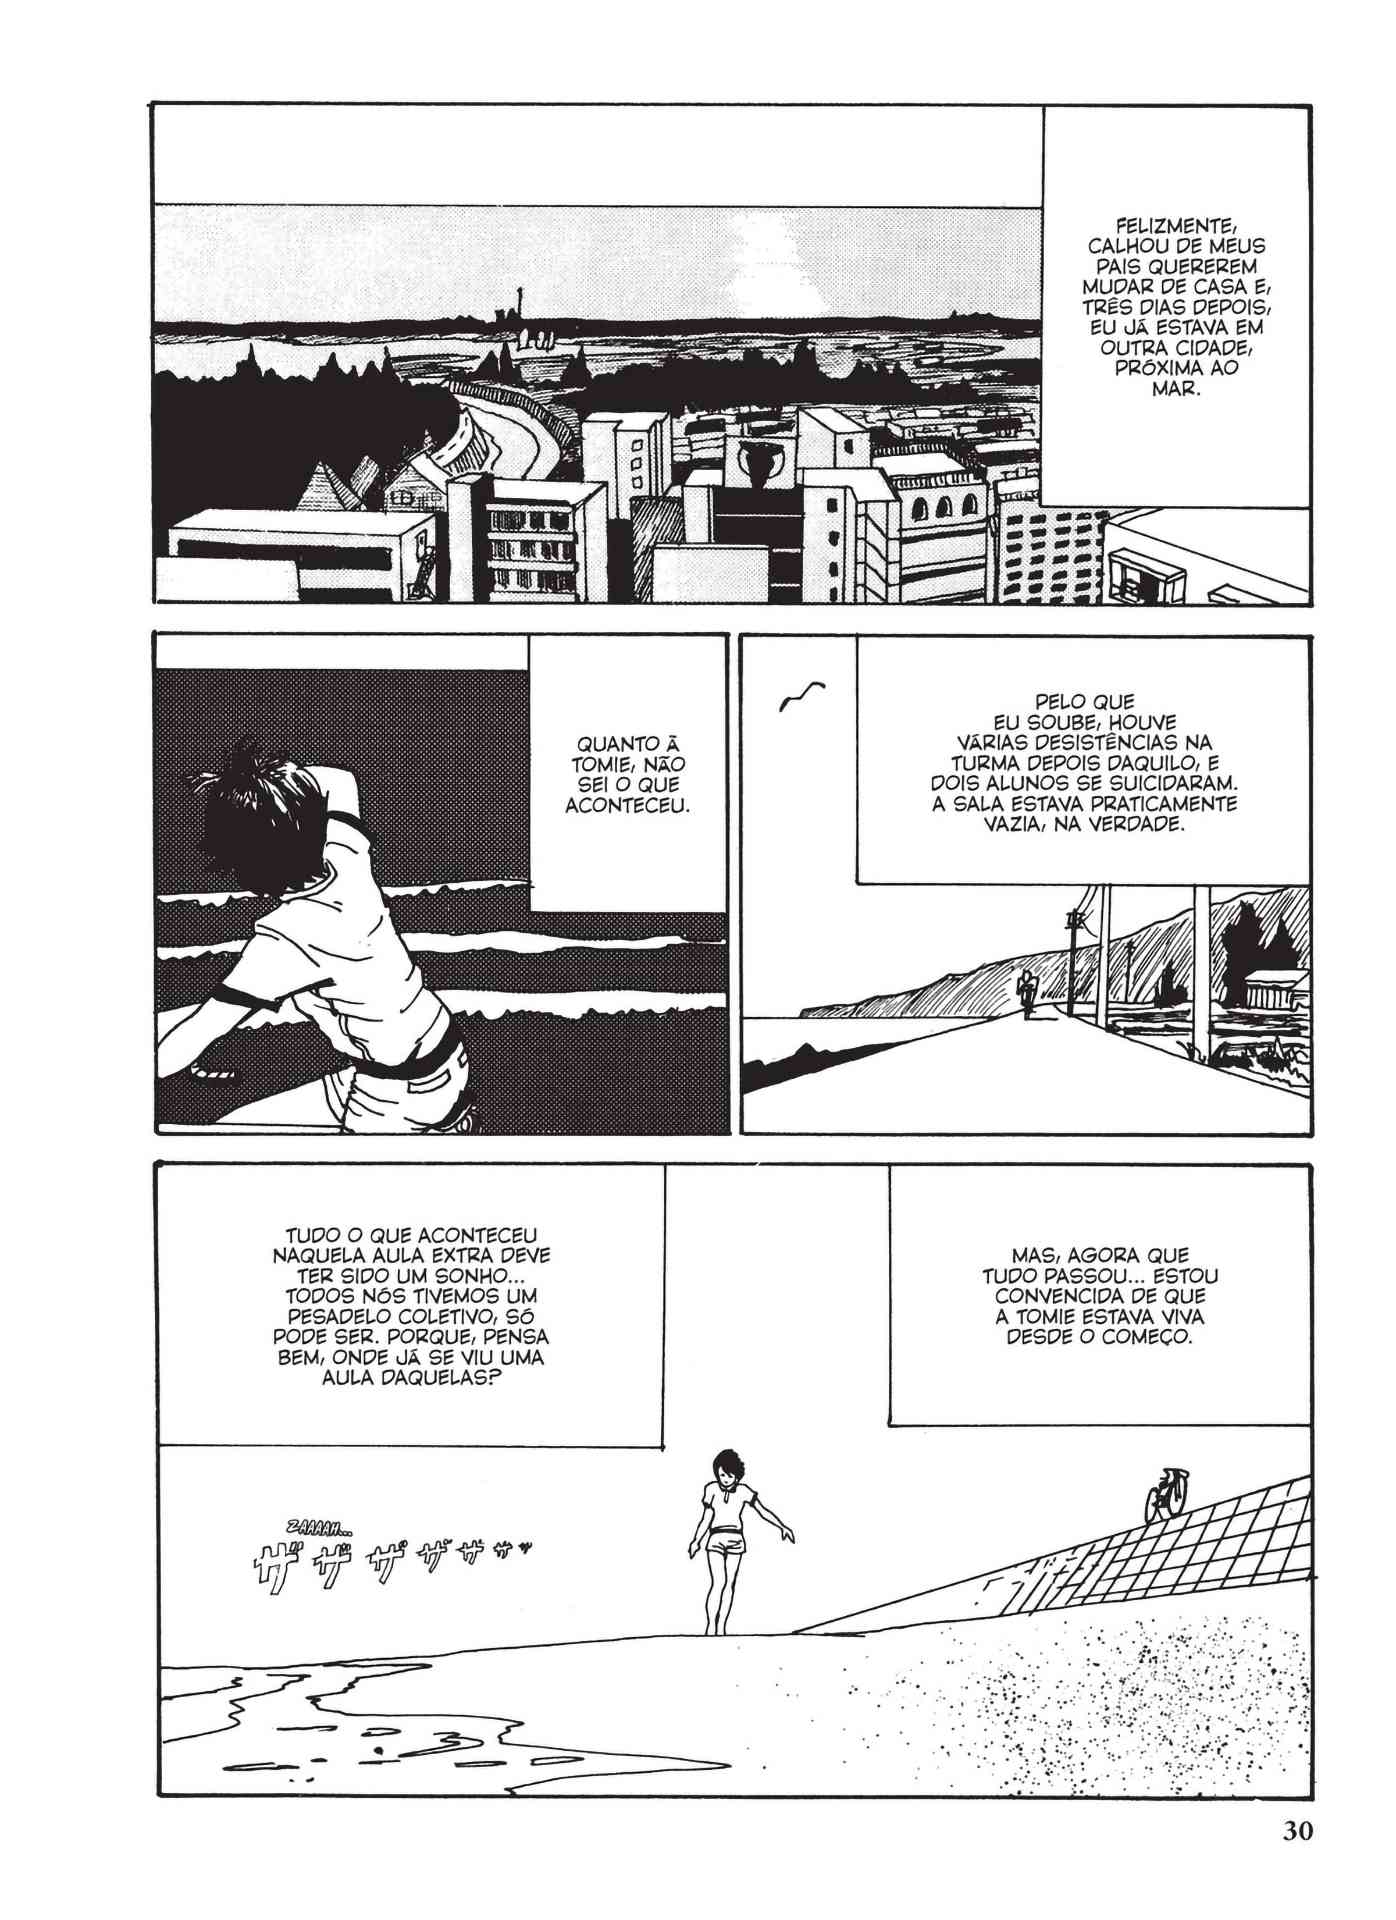 FELIZMENTE,
CALHOU DE MEUS
PAIS QUEREREM
MUDAR DE CASA E,
TRÊS DIAS DEPOIS,
EU JÁ ESTAVA EM
OUTRA CIDADE,
PRÓXIMA AO
MAR.
PELO QUE
EU SOUBE, HOUVE
VÁRIAS DESISTÊNCIAS NA
TURMA DEPOIS DAQUILO, E
DOIS ALUNOS SE SUICIDARAM.
A SALA ESTAVA PRATICAMENTE
VAZIA, NA VERDADE.
QUANTO Ã
TOMIE, NÃO
SEI O QUE
ACONTECEU.
MAS, AGORA QUE
TUDO PASSOU... ESTOU
CONVENCIDA DE QUE
A TOMIE ESTAVA VIVA
DESDE O COMEÇO.
TUDO O QUE ACONTECEU
NAQUELA AULA EXTRA DEVE
TER SIDO UM SONHO...
TODOS NÓS TIVEMOS UM
PESADELO COLETIVO, SÓ
PODE SER. PORQUE, PENSA
BEM, ONDE JÁ SE VIU UMA
AULA DAQUELAS?
ZAAAAH...
ザザザザザザッ
30